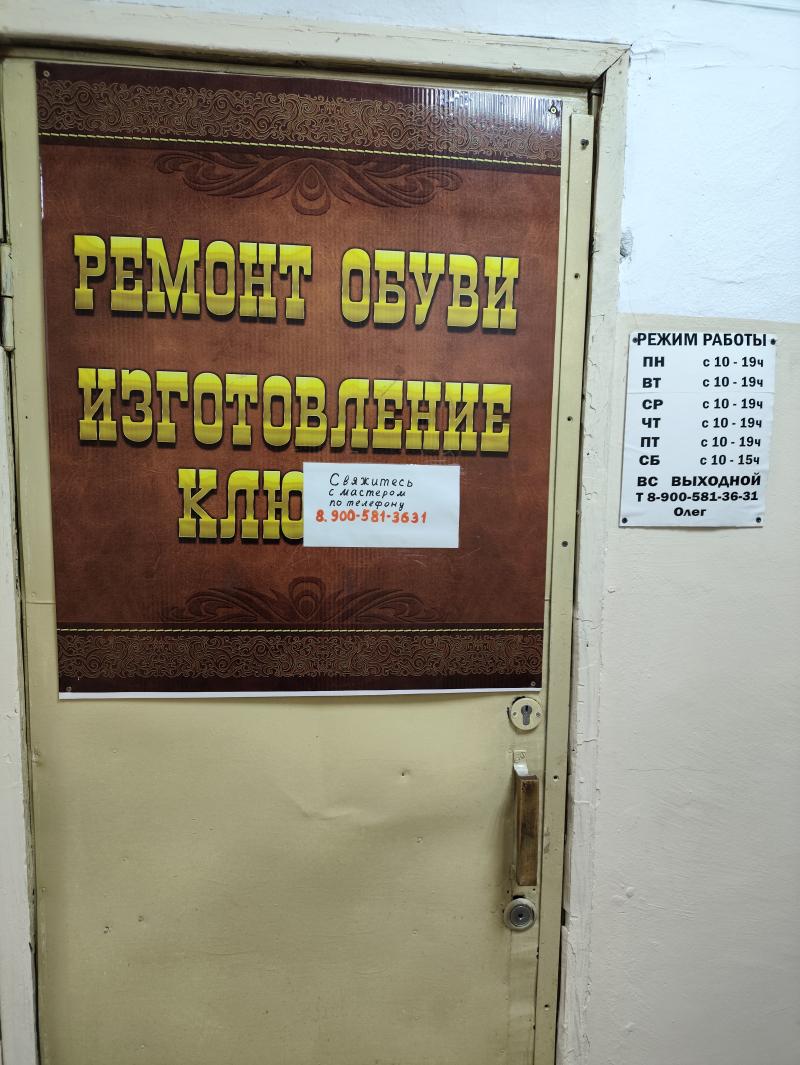 РЕМОНТ ОБУВИ
ИЗГОТОВЛЕНИЕ
Свяжитесь
с мастером
по телефону
8.900-581-3631
РЕЖИМ РАБОТЫ
ПН с 10 - 19ч
ВТ с 10 - 19ч
СР с 10 - 19ч
ЧТ с 10 - 19ч
ПТ с 10 - 19ч
СБ с 10 - 15ч
ВС ВЫХОДНОЙ
Т 8-900-581-36-31
Олег